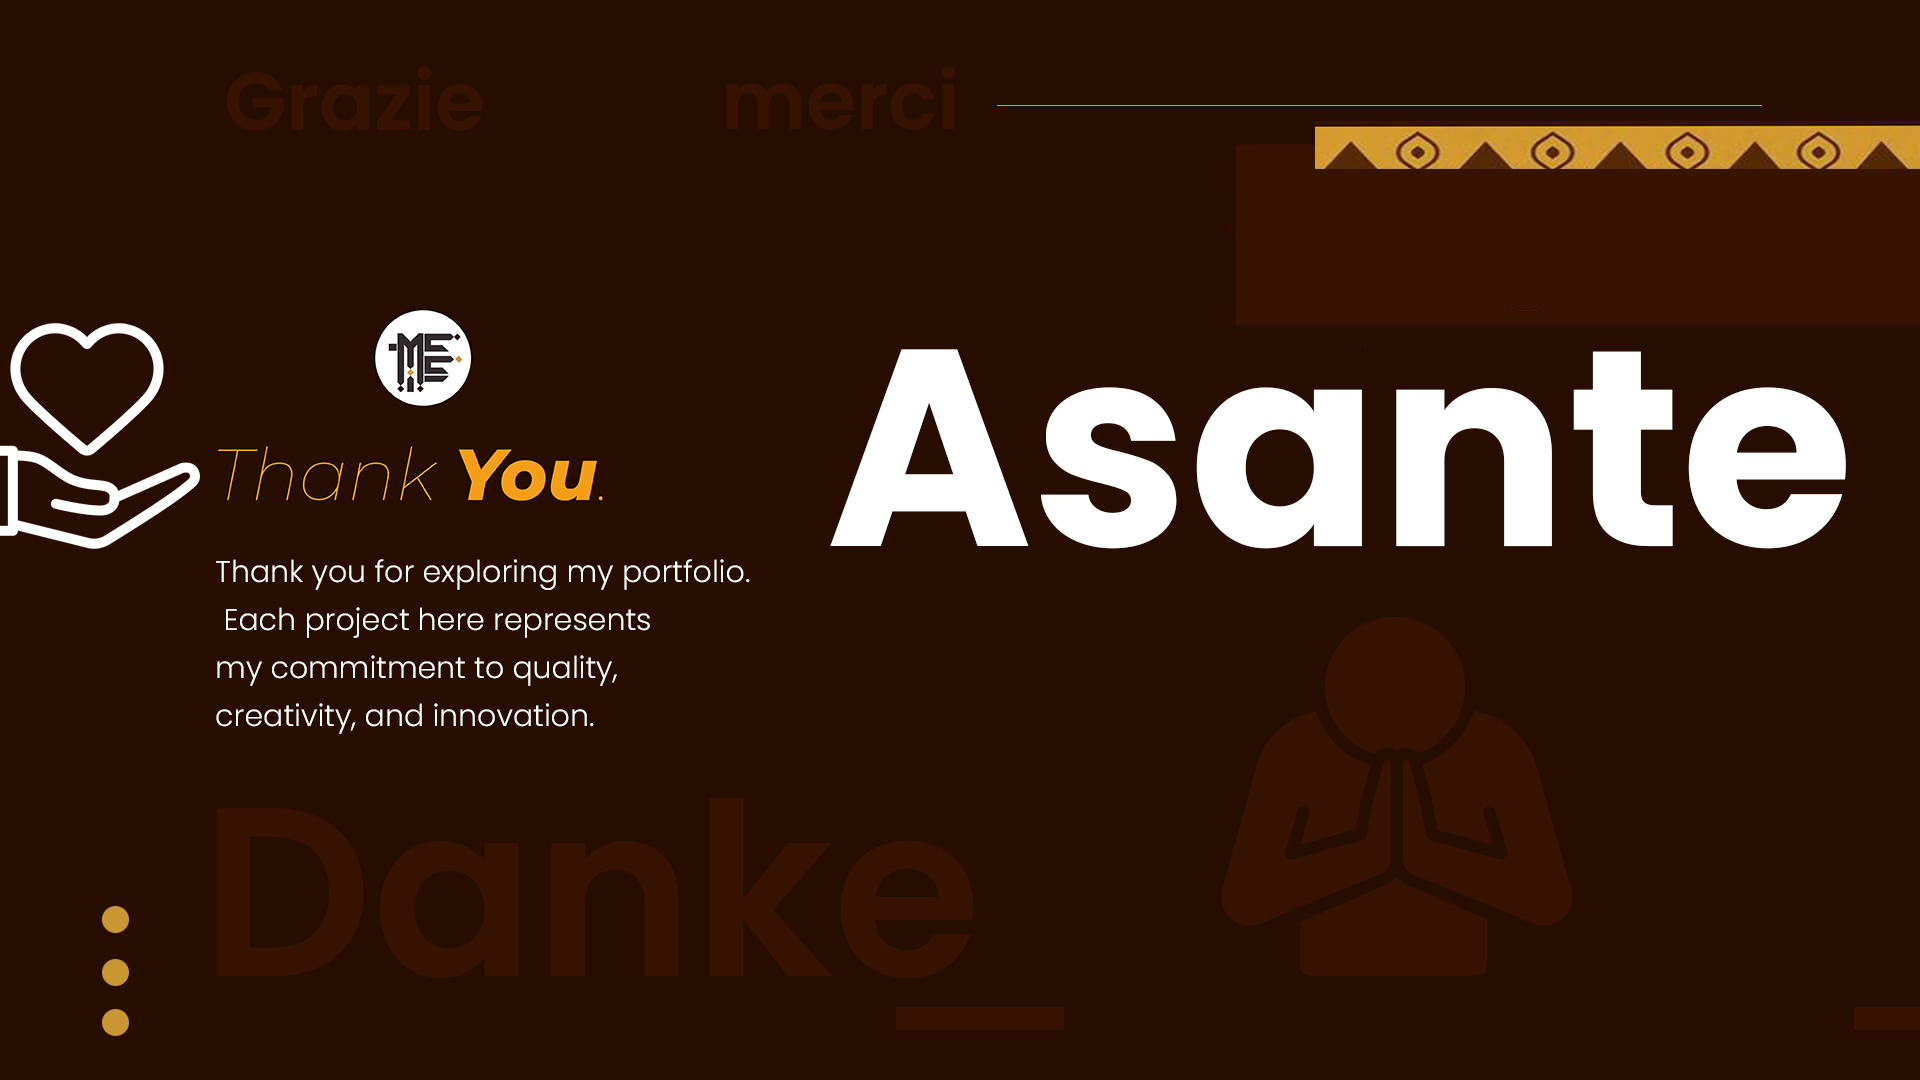 Grazie
merci
ME
Thank You.
Asante
Thank you for exploring my portfolio.
Each project here represents
my commitment to quality,
creativity, and innovation.
Danke